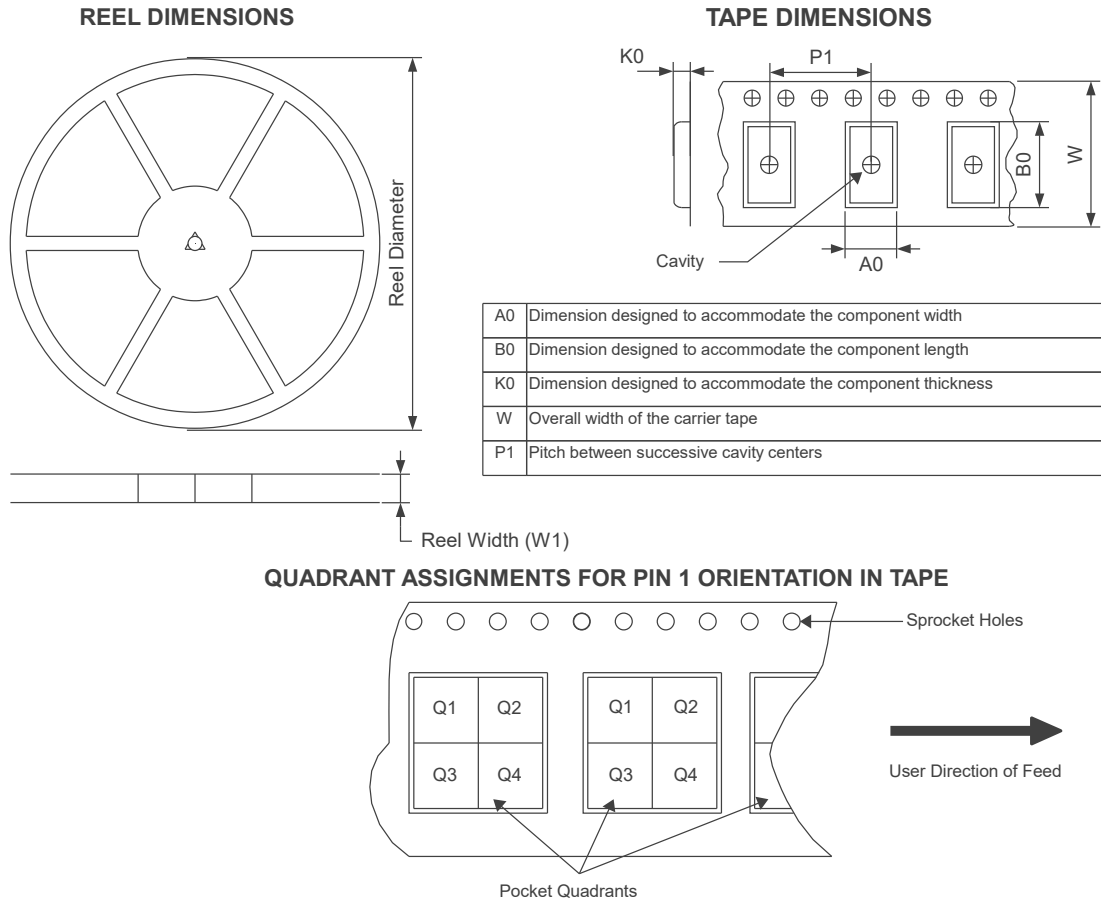 REEL DIMENSIONS
Reel Diameter
Reel Width (W1)
TAPE DIMENSIONS
K0
P1
B0
W
Cavity
A0
A0 Dimension designed to accommodate the component width
B0 Dimension designed to accommodate the component length
K0 Dimension designed to accommodate the component thickness
W Overall width of the carrier tape
P1 Pitch between successive cavity centers
QUADRANT ASSIGNMENTS FOR PIN 1 ORIENTATION IN TAPE
Sprocket Holes
Q1 Q2 Q1 Q2
Q3 Q4 Q3 Q4
User Direction of Feed
Pocket Quadrants